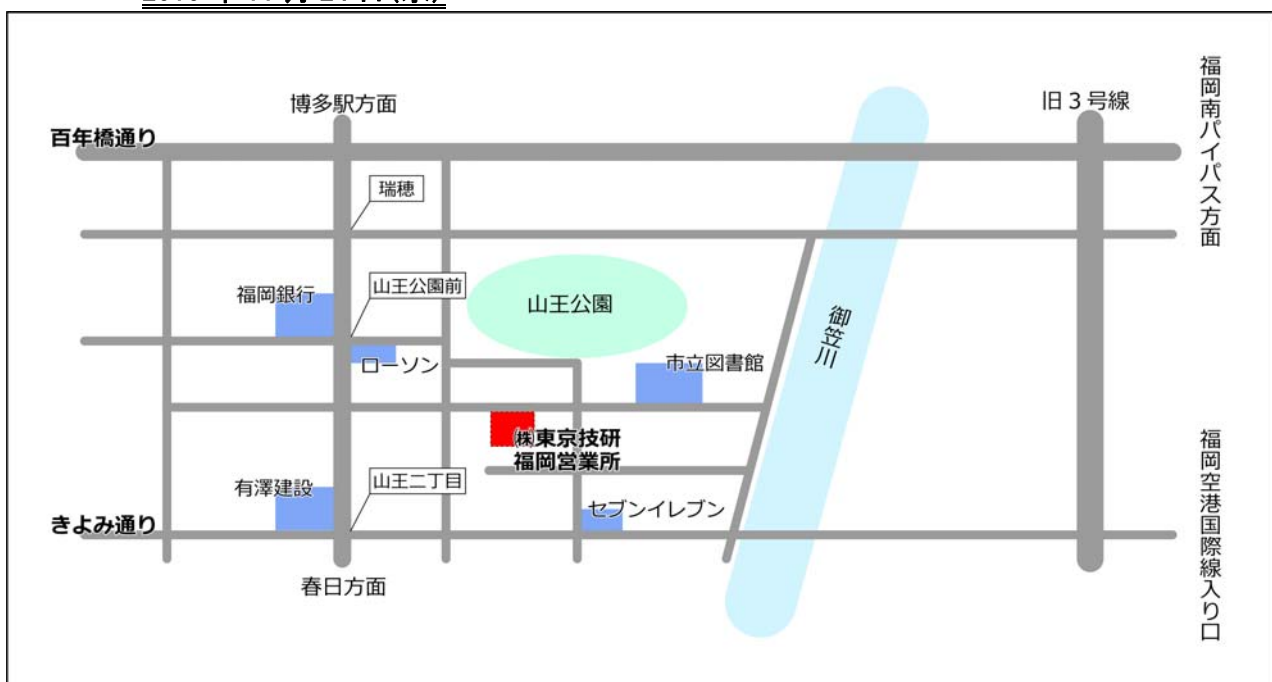 博多駅方面
旧3号線
福岡南バイパス方面
百年橋通り
瑞穂
山王公園前
福岡銀行
山王公園
御笠川
ローソン
市立図書館
㈱東京技研
福岡営業所
有澤建設
山王二丁目
セブンイレブン
きよみ通り
春日方面
福岡空港国際線入り口